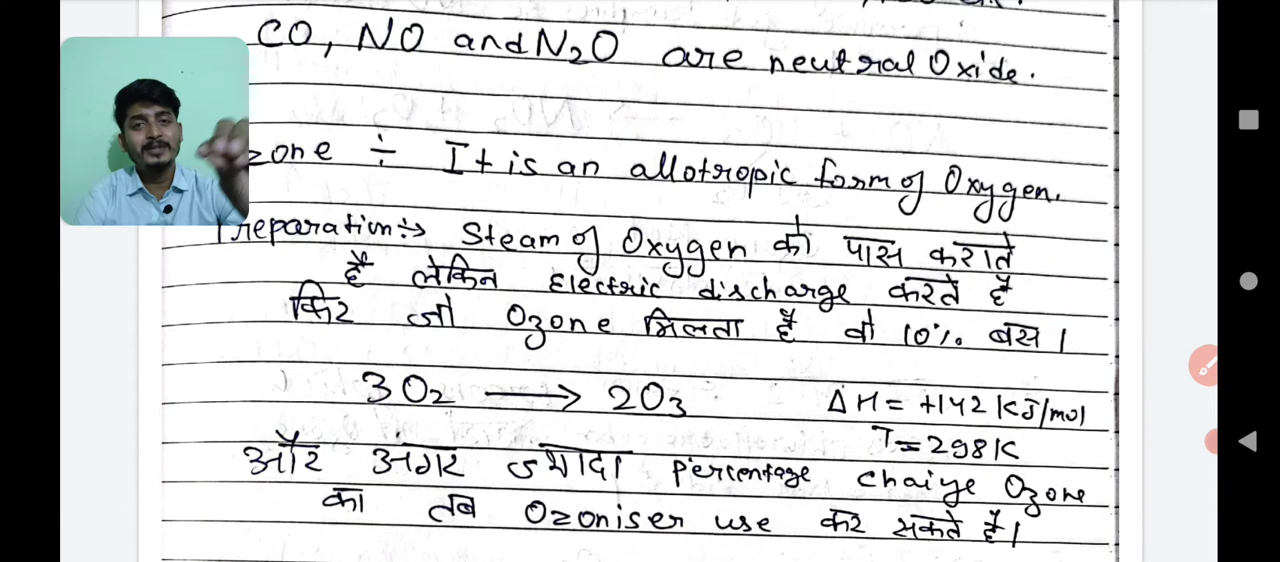 CO, NO and N₂O are neutral Oxide.
zone ÷ It is an allotropic form of Oxygen.
Preparation:→ Steam of Oxygen को पास कराते
हैं लेकिन Electric discharge करते हैं
फिर जो Ozone मिलता है वो 10% बस।
3O₂ ⟶ 2O₃ ΔH = +142 KJ/mol
T = 298K
और अगर ज्यादा percentage chaiye Ozone
का तब Ozoniser use कर सकते हैं।